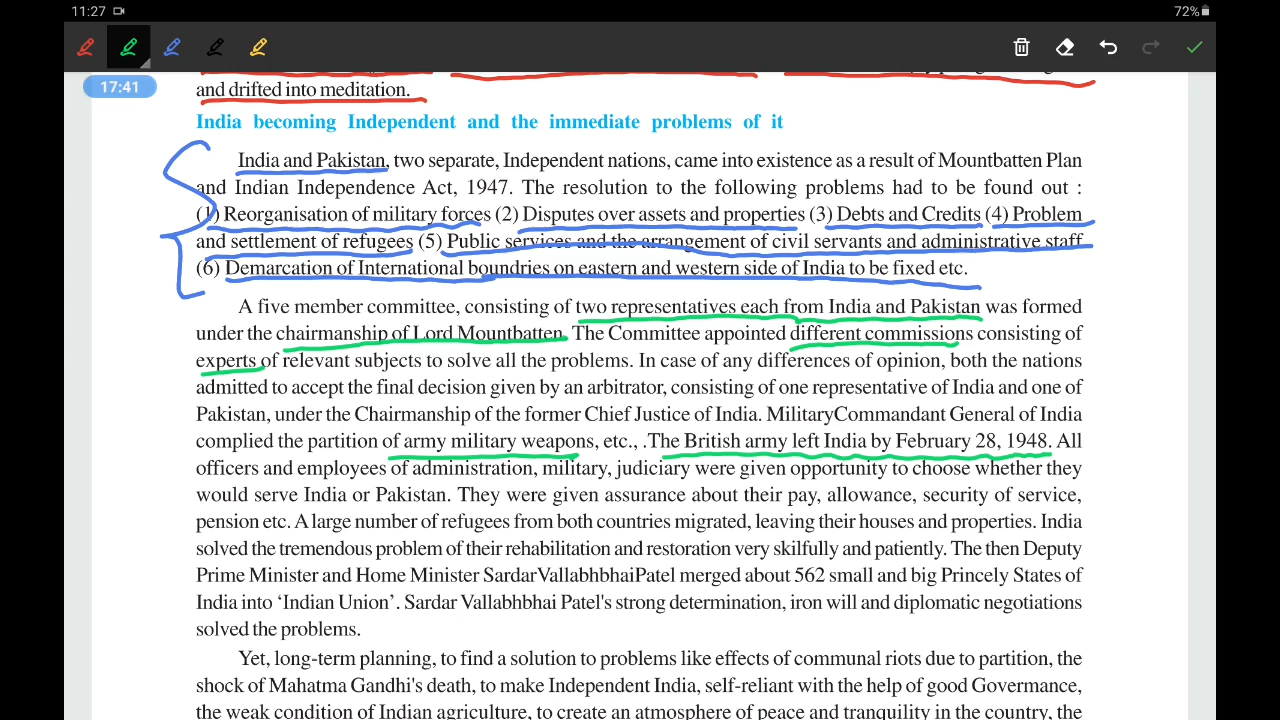 11:27
72%
17:41
and drifted into meditation.
India becoming Independent and the immediate problems of it
India and Pakistan, two separate, Independent nations, came into existence as a result of Mountbatten Plan
and Indian Independence Act, 1947. The resolution to the following problems had to be found out :
(1) Reorganisation of military forces (2) Disputes over assets and properties (3) Debts and Credits (4) Problem
and settlement of refugees (5) Public services and the arrangement of civil servants and administrative staff
(6) Demarcation of International boundries on eastern and western side of India to be fixed etc.
A five member committee, consisting of two representatives each from India and Pakistan was formed
under the chairmanship of Lord Mountbatten. The Committee appointed different commissions consisting of
experts of relevant subjects to solve all the problems. In case of any differences of opinion, both the nations
admitted to accept the final decision given by an arbitrator, consisting of one representative of India and one of
Pakistan, under the Chairmanship of the former Chief Justice of India. MilitaryCommandant General of India
complied the partition of army military weapons, etc., .The British army left India by February 28, 1948. All
officers and employees of administration, military, judiciary were given opportunity to choose whether they
would serve India or Pakistan. They were given assurance about their pay, allowance, security of service,
pension etc. A large number of refugees from both countries migrated, leaving their houses and properties. India
solved the tremendous problem of their rehabilitation and restoration very skilfully and patiently. The then Deputy
Prime Minister and Home Minister SardarVallabhbhaiPatel merged about 562 small and big Princely States of
India into ‘Indian Union’. Sardar Vallabhbhai Patel's strong determination, iron will and diplomatic negotiations
solved the problems.
Yet, long-term planning, to find a solution to problems like effects of communal riots due to partition, the
shock of Mahatma Gandhi's death, to make Independent India, self-reliant with the help of good Governance,
the weak condition of Indian agriculture, to create an atmosphere of peace and tranquility in the country, the